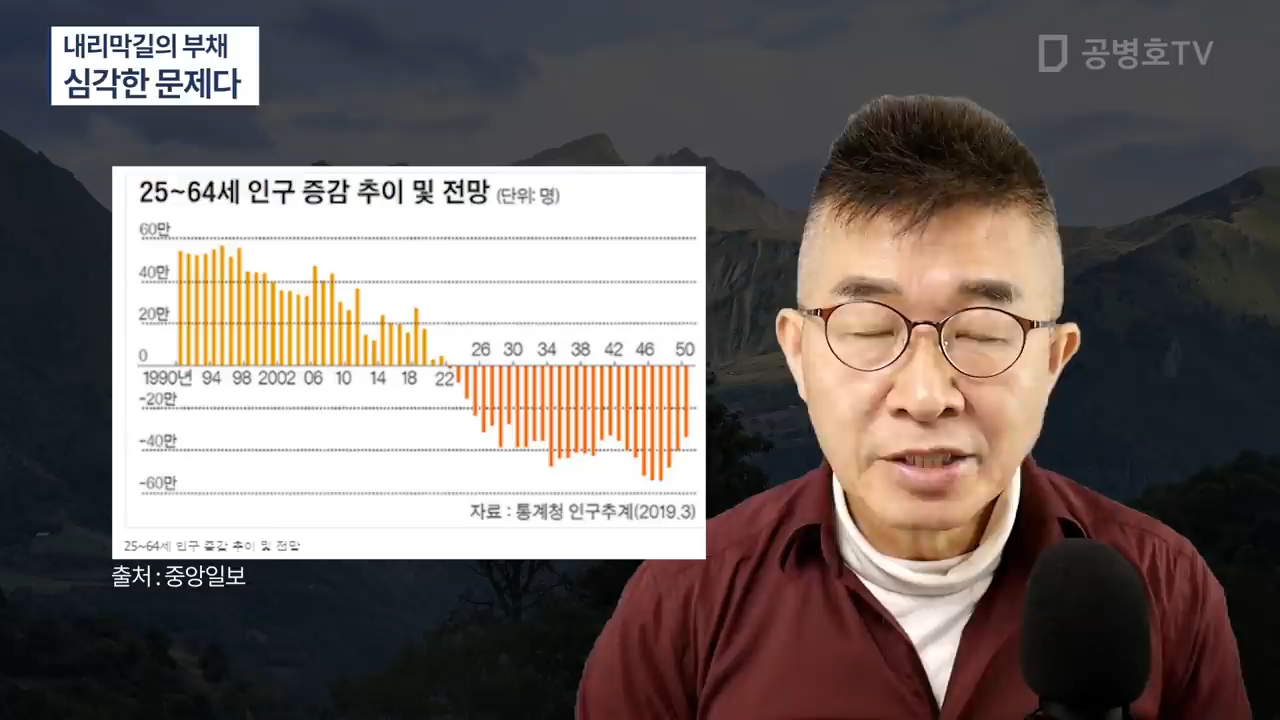 내리막길의 부채
심각한 문제다
공병호TV
25~64세 인구 증감 추이 및 전망 (단위: 명)
60만
40만
20만
0
26 30 34 38 42 46 50
1990년 94 98 2002 06 10 14 18 22
-20만
-40만
-60만
자료 : 통계청 인구추계(2019.3)
25~64세 인구 증감 추이 및 전망
출처 : 중앙일보